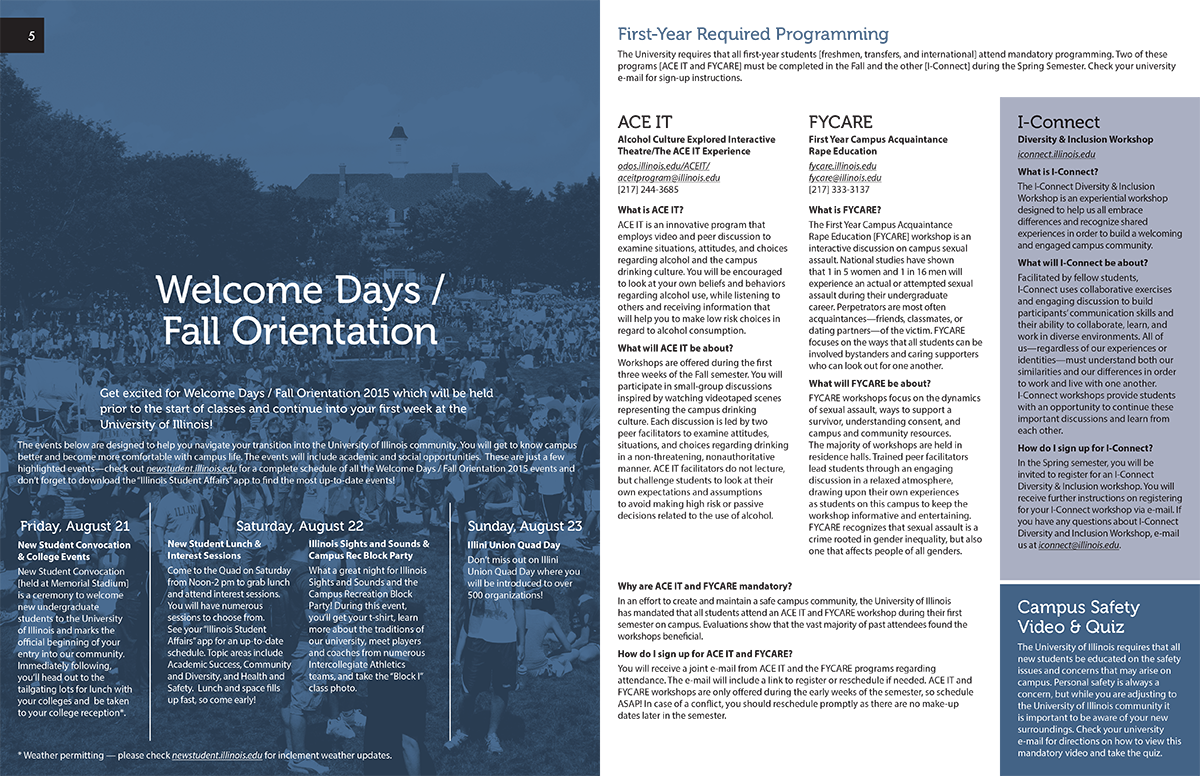 5
Welcome Days /
Fall Orientation
Get excited for Welcome Days / Fall Orientation 2015 which will be held
prior to the start of classes and continue into your first week at the
University of Illinois!
The events below are designed to help you navigate your transition into the University of Illinois community. You will get to know campus
better and become more comfortable with campus life. The events will include academic and social opportunities. These are just a few
highlighted events—check out newstudent.illinois.edu for a complete schedule of all the Welcome Days / Fall Orientation 2015 events and
don't forget to download the "Illinois Student Affairs" app to find the most up-to-date events!
Friday, August 21
New Student Convocation
& College Events
New Student Convocation
[held at Memorial Stadium]
is a ceremony to welcome
new undergraduate
students to the University
of Illinois and marks the
official beginning of your
entry into our community.
Immediately following,
you'll head out to the
tailgating lots for lunch with
your colleges and be taken
to your college reception*.
Saturday, August 22
New Student Lunch &
Interest Sessions
Come to the Quad on Saturday
from Noon-2 pm to grab lunch
and attend interest sessions.
You will have numerous
sessions to choose from.
See your "Illinois Student
Affairs" app for an up-to-date
schedule. Topic areas include
Academic Success, Community
and Diversity, and Health and
Safety. Lunch and space fills
up fast, so come early!
Illinois Sights and Sounds &
Campus Rec Block Party
What a great night for Illinois
Sights and Sounds and the
Campus Recreation Block
Party! During this event,
you'll get your t-shirt, learn
more about the traditions of
our university, meet players
and coaches from numerous
Intercollegiate Athletics
teams, and take the "Block I"
class photo.
Sunday, August 23
Illini Union Quad Day
Don't miss out on Illini
Union Quad Day where you
will be introduced to over
500 organizations!
* Weather permitting — please check newstudent.illinois.edu for inclement weather updates.
First-Year Required Programming
The University requires that all first-year students [freshmen, transfers, and international] attend mandatory programming. Two of these
programs [ACE IT and FYCARE] must be completed in the Fall and the other [I-Connect] during the Spring Semester. Check your university
e-mail for sign-up instructions.
ACE IT
Alcohol Culture Explored Interactive
Theatre/The ACE IT Experience
odos.illinois.edu/ACEIT/
aceitprogram@illinois.edu
[217] 244-3685
What is ACE IT?
ACE IT is an innovative program that
employs video and peer discussion to
examine situations, attitudes, and choices
regarding alcohol and the campus
drinking culture. You will be encouraged
to look at your own beliefs and behaviors
regarding alcohol use, while listening to
others and receiving information that
will help you to make low risk choices in
regard to alcohol consumption.
What will ACE IT be about?
Workshops are offered during the first
three weeks of the Fall semester. You will
participate in small-group discussions
inspired by watching videotaped scenes
representing the campus drinking
culture. Each discussion is led by two
peer facilitators to examine attitudes,
situations, and choices regarding drinking
in a non-threatening, nonauthoritative
manner. ACE IT facilitators do not lecture,
but challenge students to look at their
own expectations and assumptions
to avoid making high risk or passive
decisions related to the use of alcohol.
FYCARE
First Year Campus Acquaintance
Rape Education
fycare.illinois.edu
fycare@illinois.edu
[217] 333-3137
What is FYCARE?
The First Year Campus Acquaintance
Rape Education [FYCARE] workshop is an
interactive discussion on campus sexual
assault. National studies have shown
that 1 in 5 women and 1 in 16 men will
experience an actual or attempted sexual
assault during their undergraduate
career. Perpetrators are most often
acquaintances—friends, classmates, or
dating partners—of the victim. FYCARE
focuses on the ways that all students can be
involved bystanders and caring supporters
who can look out for one another.
What will FYCARE be about?
FYCARE workshops focus on the dynamics
of sexual assault, ways to support a
survivor, understanding consent, and
campus and community resources.
The majority of workshops are held in
residence halls. Trained peer facilitators
lead students through an engaging
discussion in a relaxed atmosphere,
drawing upon their own experiences
as students on this campus to keep the
workshop informative and entertaining.
FYCARE recognizes that sexual assault is a
crime rooted in gender inequality, but also
one that affects people of all genders.
Why are ACE IT and FYCARE mandatory?
In an effort to create and maintain a safe campus community, the University of Illinois
has mandated that all students attend an ACE IT and FYCARE workshop during their first
semester on campus. Evaluations show that the vast majority of past attendees found the
workshops beneficial.
How do I sign up for ACE IT and FYCARE?
You will receive a joint e-mail from ACE IT and the FYCARE programs regarding
attendance. The e-mail will include a link to register or reschedule if needed. ACE IT and
FYCARE workshops are only offered during the early weeks of the semester, so schedule
ASAP! In case of a conflict, you should reschedule promptly as there are no make-up
dates later in the semester.
I-Connect
Diversity & Inclusion Workshop
iconnect.illinois.edu
What is I-Connect?
The I-Connect Diversity & Inclusion
Workshop is an experiential workshop
designed to help us all embrace
differences and recognize shared
experiences in order to build a welcoming
and engaged campus community.
What will I-Connect be about?
Facilitated by fellow students,
I-Connect uses collaborative exercises
and engaging discussion to build
participants' communication skills and
their ability to collaborate, learn, and
work in diverse environments. All of
us—regardless of our experiences or
identities—must understand both our
similarities and our differences in order
to work and live with one another.
I-Connect workshops provide students
with an opportunity to continue these
important discussions and learn from
each other.
How do I sign up for I-Connect?
In the Spring semester, you will be
invited to register for an I-Connect
Diversity & Inclusion workshop. You will
receive further instructions on registering
for your I-Connect workshop via e-mail. If
you have any questions about I-Connect
Diversity and Inclusion Workshop, e-mail
us at iconnect@illinois.edu.
Campus Safety
Video & Quiz
The University of Illinois requires that all
new students be educated on the safety
issues and concerns that may arise on
campus. Personal safety is always a
concern, but while you are adjusting to
the University of Illinois community it
is important to be aware of your new
surroundings. Check your university
e-mail for directions on how to view this
mandatory video and take the quiz.